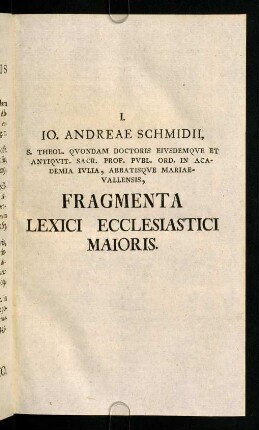 I.
IO. ANDREAE SCHMIDII,
S. THEOL. QVONDAM DOCTORIS EIVSDEMQVE ET
ANTIQVIT. SACR. PROF. PVBL. ORD. IN ACA-
DEMIA IVLIA, ABBATISQVE MARIAE-
VALLENSIS,
FRAGMENTA
LEXICI ECCLESIASTICI
MAIORIS.